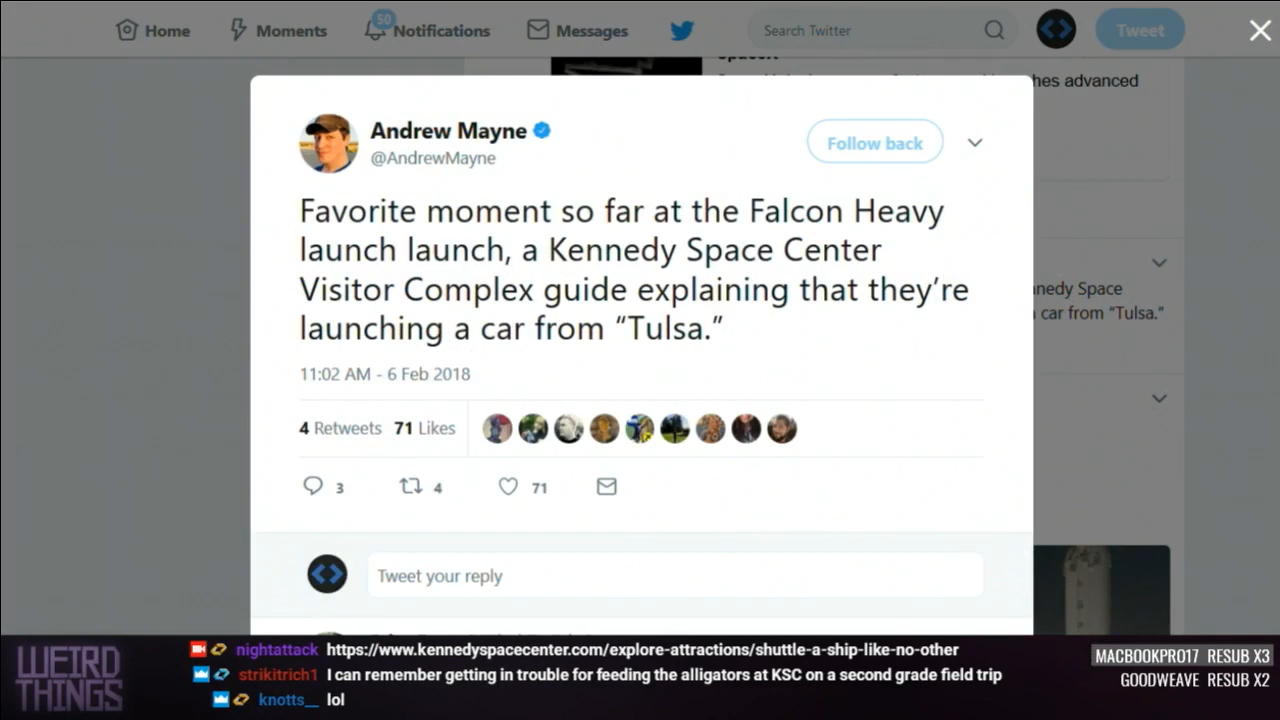 Home
Moments
50
Notifications
Messages
Search Twitter
Tweet
hes advanced
Andrew Mayne
@AndrewMayne
Follow back
Favorite moment so far at the Falcon Heavy
launch launch, a Kennedy Space Center
Visitor Complex guide explaining that they're
launching a car from “Tulsa.”
nnedy Space
car from “Tulsa.”
11:02 AM - 6 Feb 2018
4 Retweets 71 Likes
3
4
71
Tweet your reply
WEIRD
THINGS
nightattack https://www.kennedyspacecenter.com/explore-attractions/shuttle-a-ship-like-no-other
strikitrich1 I can remember getting in trouble for feeding the alligators at KSC on a second grade field trip
knotts__ lol
MACBOOKPRO17 RESUB X3
GOODWEAVE RESUB X2